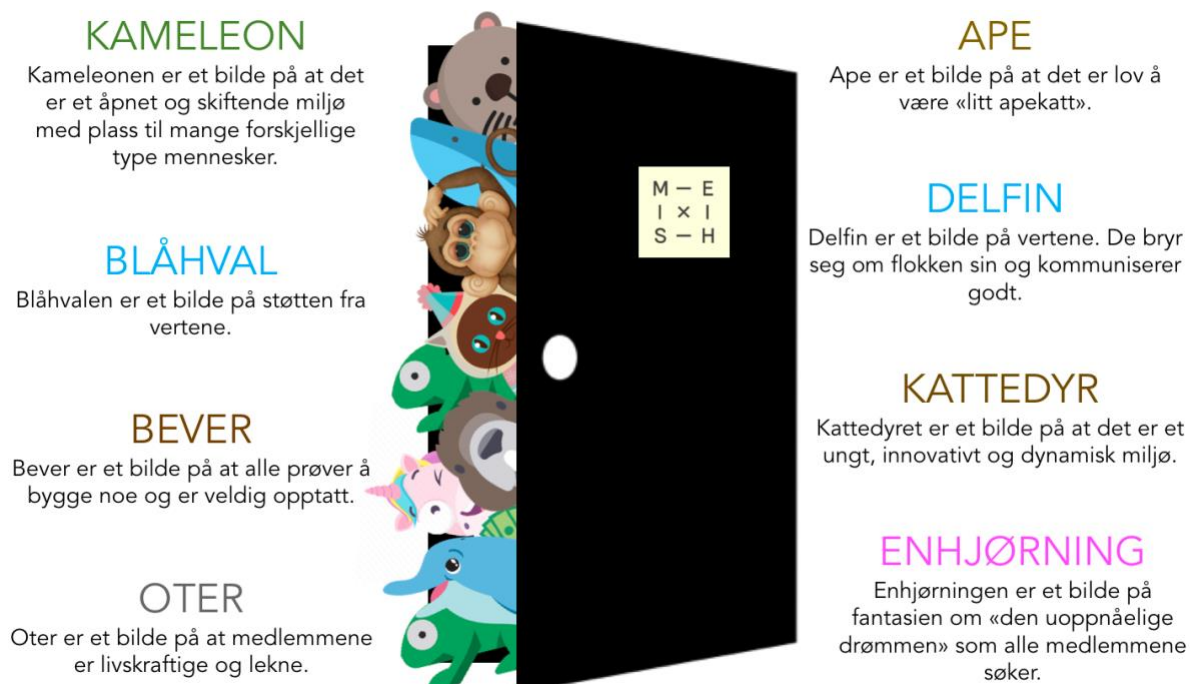 KAMELEON
Kameleonen er et bilde på at det
er et åpnet og skiftende miljø
med plass til mange forskjellige
type mennesker.
BLÅHVAL
Blåhvalen er et bilde på støtten fra
vertene.
BEVER
Bever er et bilde på at alle prøver å
bygge noe og er veldig opptatt.
OTER
Oter er et bilde på at medlemmene
er livskraftige og lekne.
M — E
I × I
S — H
APE
Ape er et bilde på at det er lov å
være «litt apekatt».
DELFIN
Delfin er et bilde på vertene. De bryr
seg om flokken sin og kommuniserer
godt.
KATTEDYR
Kattedyret er et bilde på at det er et
ungt, innovativt og dynamisk miljø.
ENHJØRNING
Enhjørningen er et bilde på
fantasien om «den uoppnåelige
drømmen» som alle medlemmene
søker.